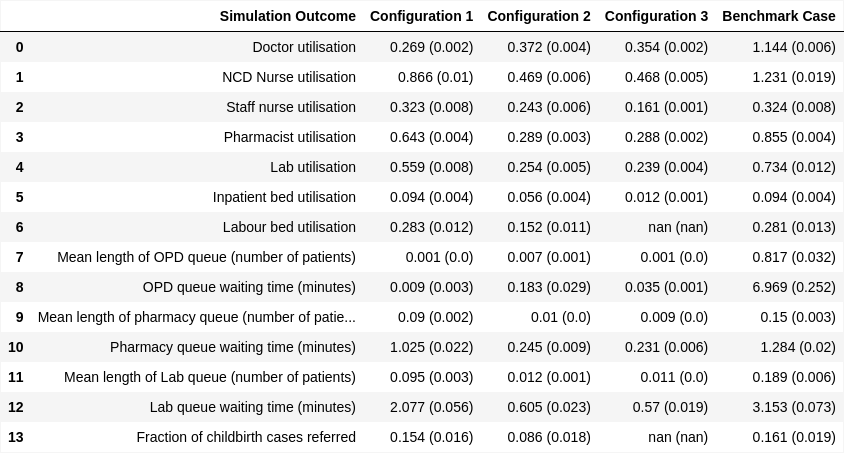 Simulation Outcome Configuration 1 Configuration 2 Configuration 3 Benchmark Case
0 Doctor utilisation 0.269 (0.002) 0.372 (0.004) 0.354 (0.002) 1.144 (0.006)
1 NCD Nurse utilisation 0.866 (0.01) 0.469 (0.006) 0.468 (0.005) 1.231 (0.019)
2 Staff nurse utilisation 0.323 (0.008) 0.243 (0.006) 0.161 (0.001) 0.324 (0.008)
3 Pharmacist utilisation 0.643 (0.004) 0.289 (0.003) 0.288 (0.002) 0.855 (0.004)
4 Lab utilisation 0.559 (0.008) 0.254 (0.005) 0.239 (0.004) 0.734 (0.012)
5 Inpatient bed utilisation 0.094 (0.004) 0.056 (0.004) 0.012 (0.001) 0.094 (0.004)
6 Labour bed utilisation 0.283 (0.012) 0.152 (0.011) nan (nan) 0.281 (0.013)
7 Mean length of OPD queue (number of patients) 0.001 (0.0) 0.007 (0.001) 0.001 (0.0) 0.817 (0.032)
8 OPD queue waiting time (minutes) 0.009 (0.003) 0.183 (0.029) 0.035 (0.001) 6.969 (0.252)
9 Mean length of pharmacy queue (number of patie... 0.09 (0.002) 0.01 (0.0) 0.009 (0.0) 0.15 (0.003)
10 Pharmacy queue waiting time (minutes) 1.025 (0.022) 0.245 (0.009) 0.231 (0.006) 1.284 (0.02)
11 Mean length of Lab queue (number of patients) 0.095 (0.003) 0.012 (0.001) 0.011 (0.0) 0.189 (0.006)
12 Lab queue waiting time (minutes) 2.077 (0.056) 0.605 (0.023) 0.57 (0.019) 3.153 (0.073)
13 Fraction of childbirth cases referred 0.154 (0.016) 0.086 (0.018) nan (nan) 0.161 (0.019)